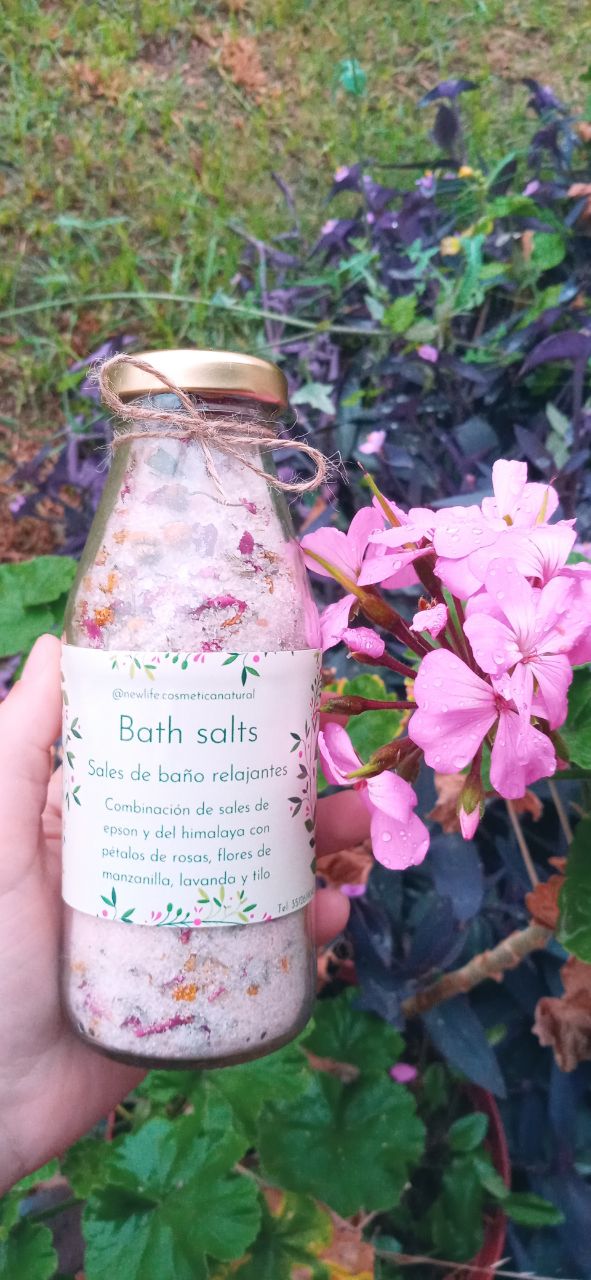 @newlife.cosmeticanatural
Bath salts
Sales de baño relajantes
Combinación de sales de
epson y del himalaya con
pétalos de rosas, flores de
manzanilla, lavanda y tilo
Tel: